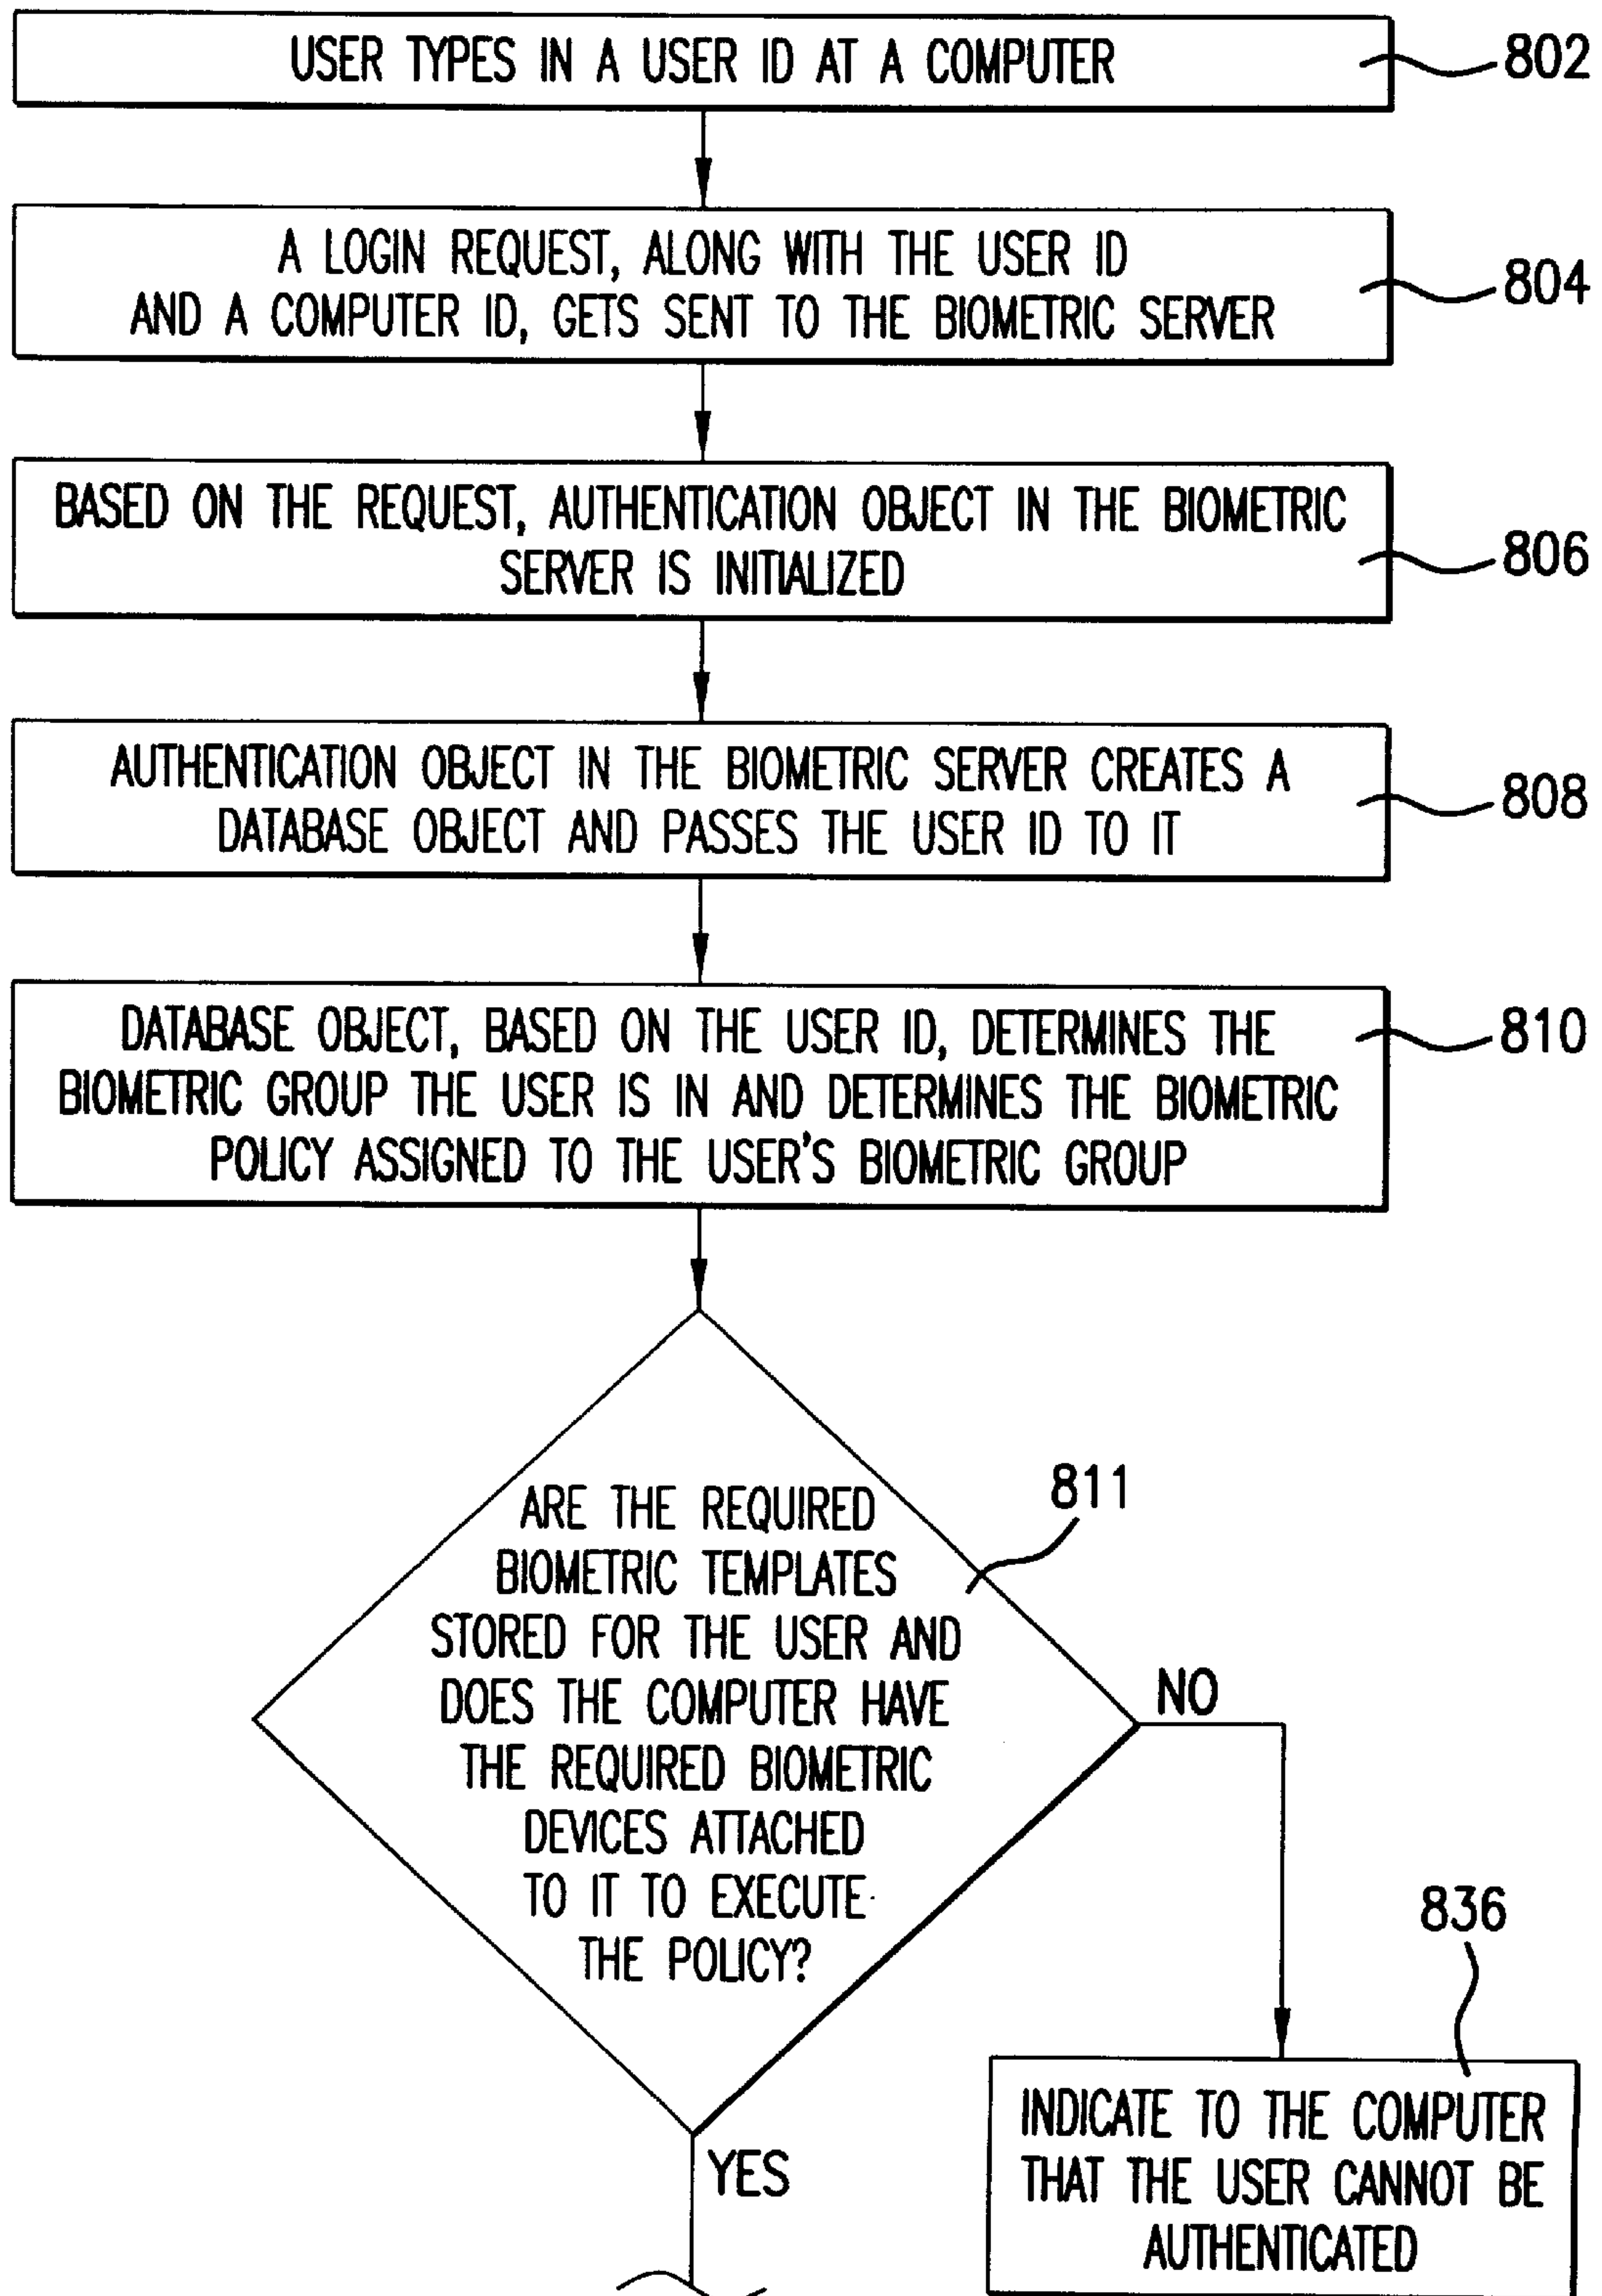 USER TYPES IN A USER ID AT A COMPUTER
802
A LOGIN REQUEST, ALONG WITH THE USER ID
AND A COMPUTER ID, GETS SENT TO THE BIOMETRIC SERVER
804
BASED ON THE REQUEST, AUTHENTICATION OBJECT IN THE BIOMETRIC
SERVER IS INITIALIZED
806
AUTHENTICATION OBJECT IN THE BIOMETRIC SERVER CREATES A
DATABASE OBJECT AND PASSES THE USER ID TO IT
808
DATABASE OBJECT, BASED ON THE USER ID, DETERMINES THE
BIOMETRIC GROUP THE USER IS IN AND DETERMINES THE BIOMETRIC
POLICY ASSIGNED TO THE USER'S BIOMETRIC GROUP
810
ARE THE REQUIRED
BIOMETRIC TEMPLATES
STORED FOR THE USER AND
DOES THE COMPUTER HAVE
THE REQUIRED BIOMETRIC
DEVICES ATTACHED
TO IT TO EXECUTE
THE POLICY?
811
NO
YES
836
INDICATE TO THE COMPUTER
THAT THE USER CANNOT BE
AUTHENTICATED